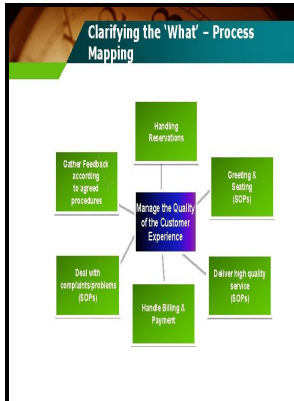 Clarifying the 'What' – Process
Mapping
Handling
Reservations
Gather Feedback
according
to agreed
procedures
Greeting &
Seating
(SOPs)
Manage the Quality
of the Customer
Experience
Deal with
complaints/problems
(SOPs)
Deliver high quality
service
(SOPs)
Handle Billing &
Payment